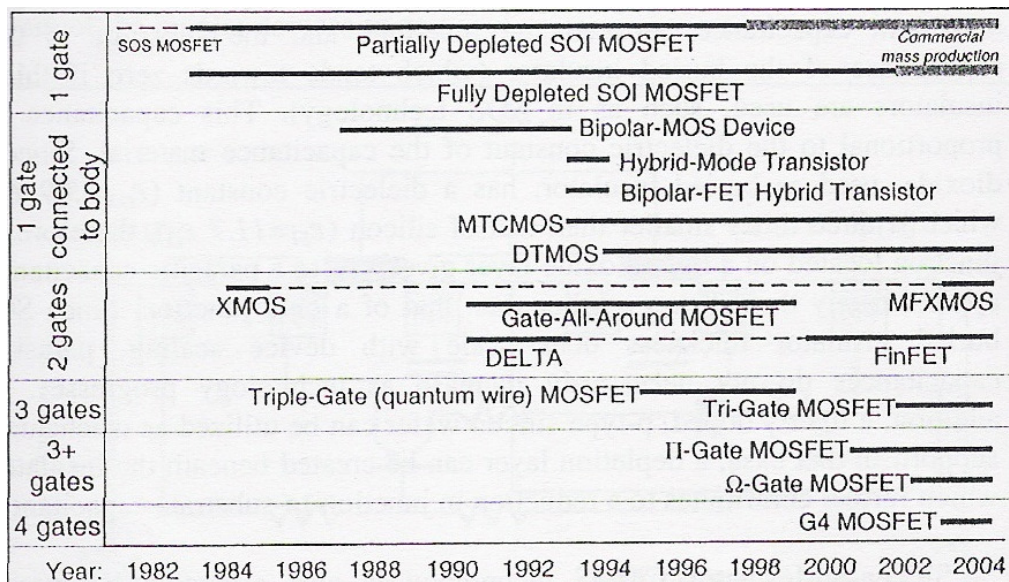 1 gate
SOS MOSFET
Partially Depleted SOI MOSFET
Commercial
mass production
Fully Depleted SOI MOSFET
1 gate
connected
to body
Bipolar-MOS Device
Hybrid-Mode Transistor
Bipolar-FET Hybrid Transistor
MTCMOS
DTMOS
2 gates
XMOS
MFXMOS
Gate-All-Around MOSFET
DELTA
FinFET
3 gates
Triple-Gate (quantum wire) MOSFET
Tri-Gate MOSFET
3+
gates
Π-Gate MOSFET
Ω-Gate MOSFET
4 gates
G4 MOSFET
Year: 1982 1984 1986 1988 1990 1992 1994 1996 1998 2000 2002 2004